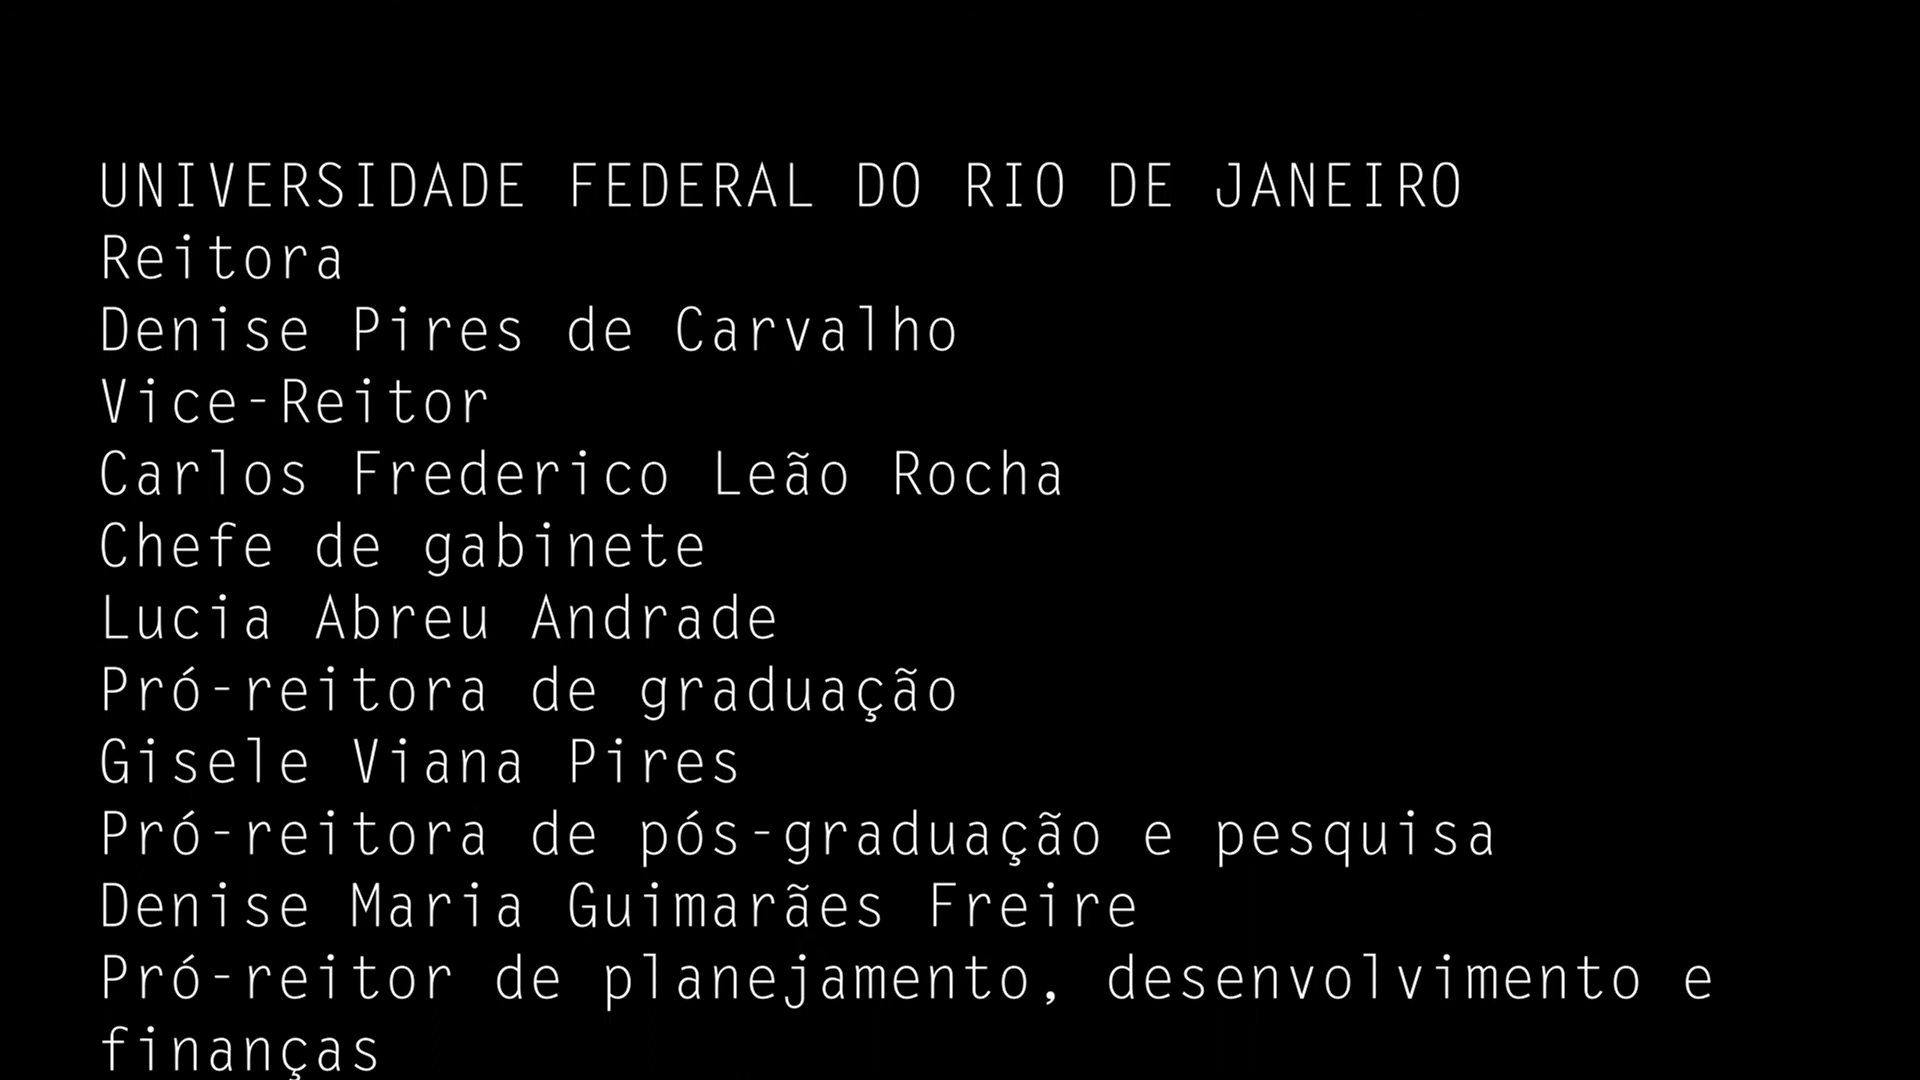 UNIVERSIDADE FEDERAL DO RIO DE JANEIRO
Reitora
Denise Pires de Carvalho
Vice-Reitor
Carlos Frederico Leão Rocha
Chefe de gabinete
Lucia Abreu Andrade
Pró-reitora de graduação
Gisele Viana Pires
Pró-reitora de pós-graduação e pesquisa
Denise Maria Guimarães Freire
Pró-reitor de planejamento, desenvolvimento e
finanças